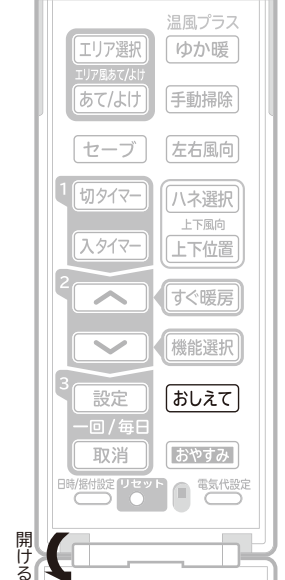 温風プラス
エリア選択 ゆか暖
エリア風あて/よけ
あて/よけ 手動掃除
セーブ 左右風向
1 切タイマー ハネ選択
上下風向
入タイマー 上下位置
2 すぐ暖房
機能選択
3 設定 おしえて
一回/毎日
取消 おやすみ
日時/据付設定 リセット 電気代設定
開ける